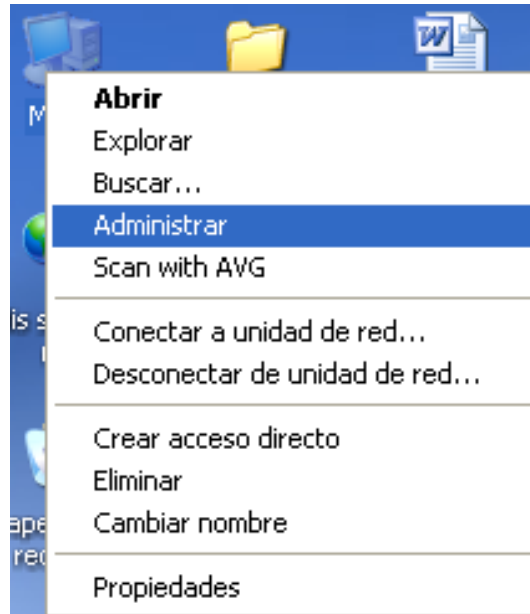 Abrir
Explorar
Buscar...
Administrar
Scan with AVG
Conectar a unidad de red...
Desconectar de unidad de red...
Crear acceso directo
Eliminar
Cambiar nombre
Propiedades